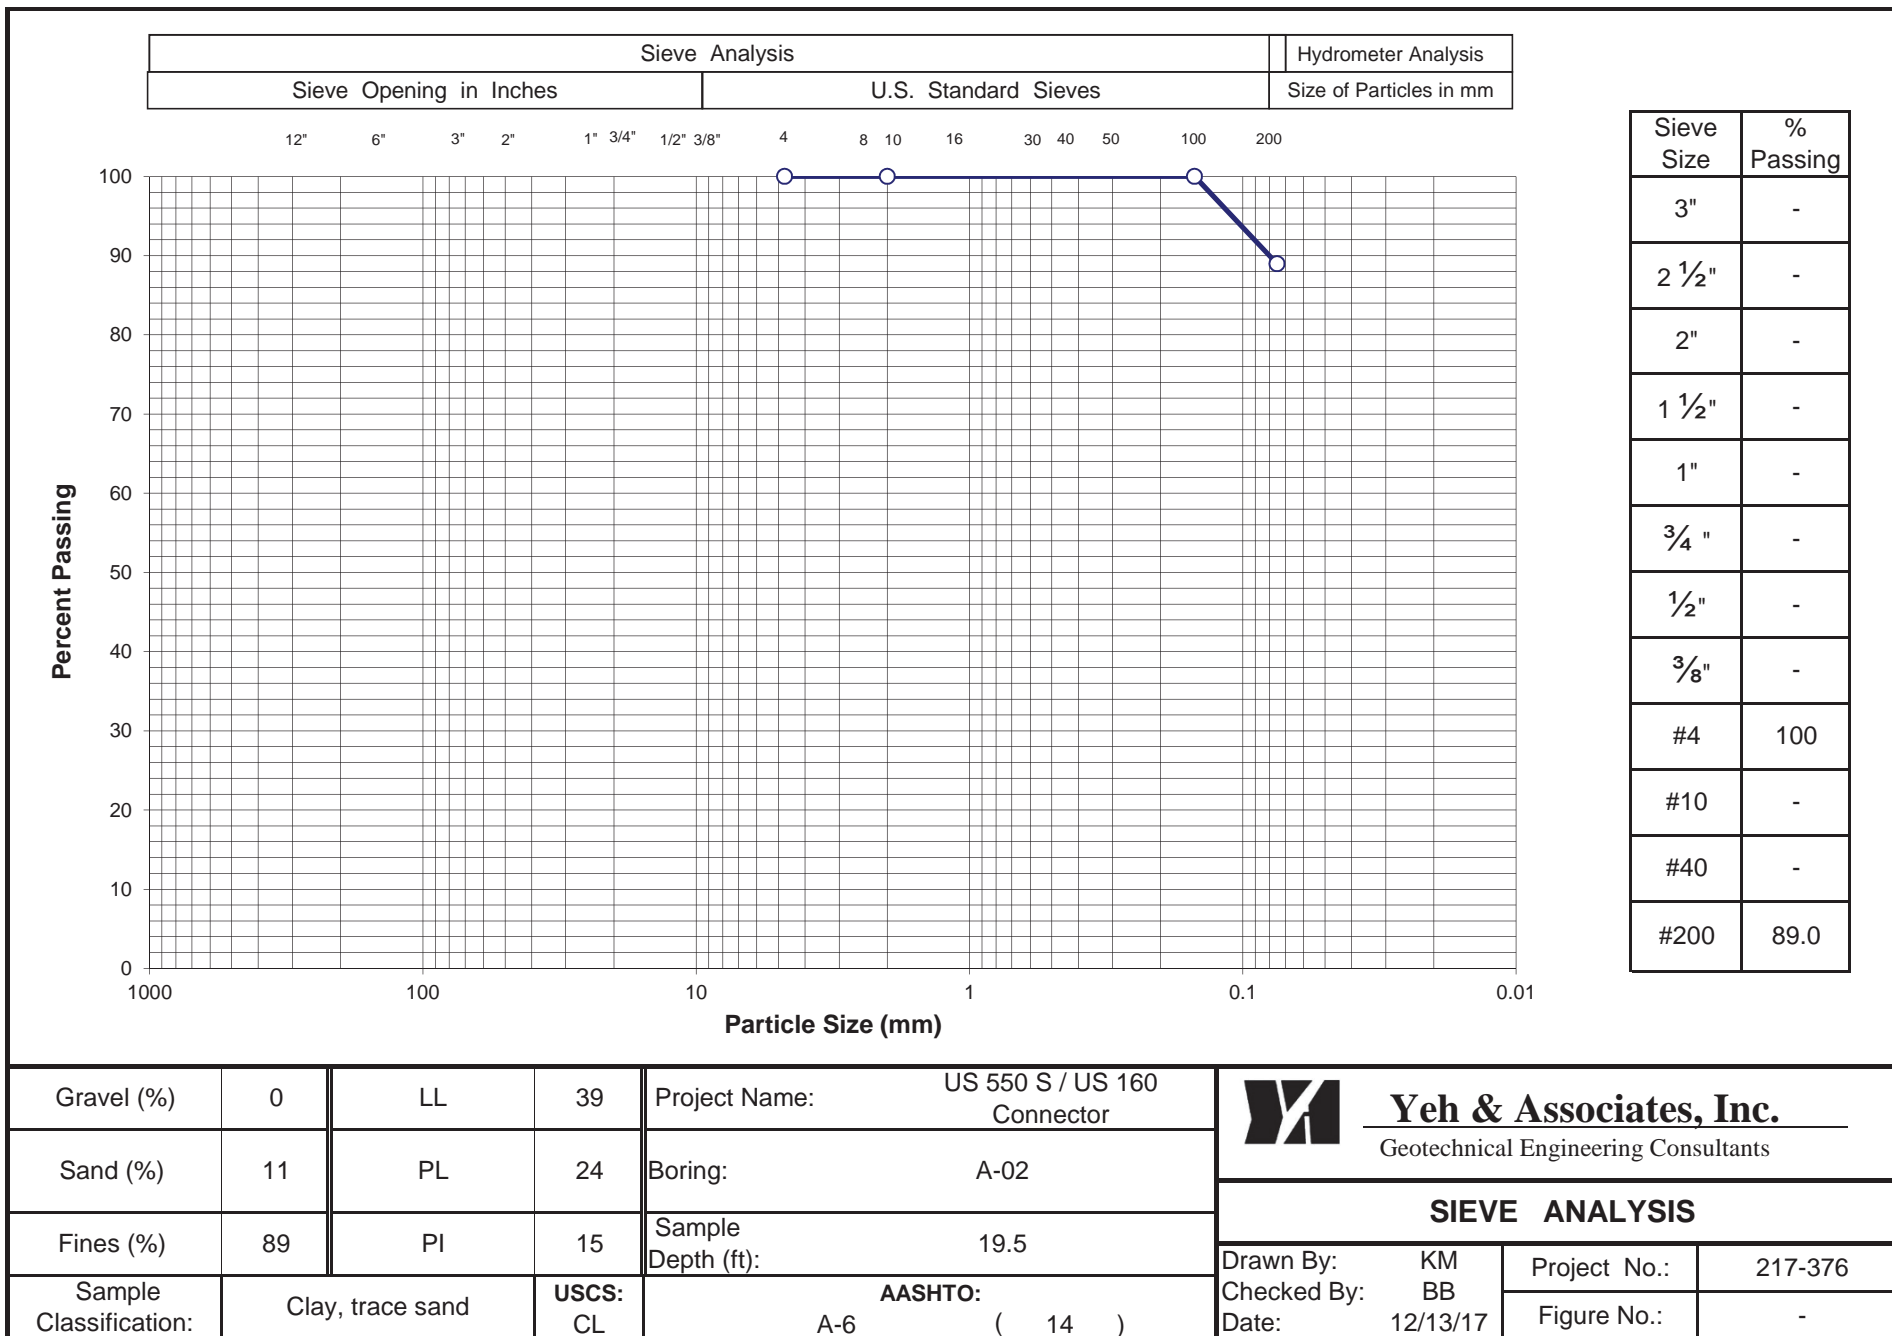 Sieve Analysis
Hydrometer Analysis
Sieve Opening in Inches
U.S. Standard Sieves
Size of Particles in mm
12" 6" 3" 2" 1" 3/4" 1/2" 3/8" 4 8 10 16 30 40 50 100 200
100
90
80
70
60
50
40
30
20
10
0
Percent Passing
1000 100 10 1 0.1 0.01
Particle Size (mm)
Sieve Size % Passing
3" -
2 ½" -
2" -
1 ½" -
1" -
¾ " -
½" -
⅜" -
#4 100
#10 -
#40 -
#200 89.0
Gravel (%) 0 LL 39
Sand (%) 11 PL 24
Fines (%) 89 PI 15
Sample
Classification:
Clay, trace sand
USCS:
CL
Project Name:
US 550 S / US 160
Connector
Boring: A-02
Sample
Depth (ft):
19.5
AASHTO:
A-6 ( 14 )
Yeh & Associates, Inc.
Geotechnical Engineering Consultants
SIEVE ANALYSIS
Drawn By: KM
Checked By: BB
Date: 12/13/17
Project No.: 217-376
Figure No.: -